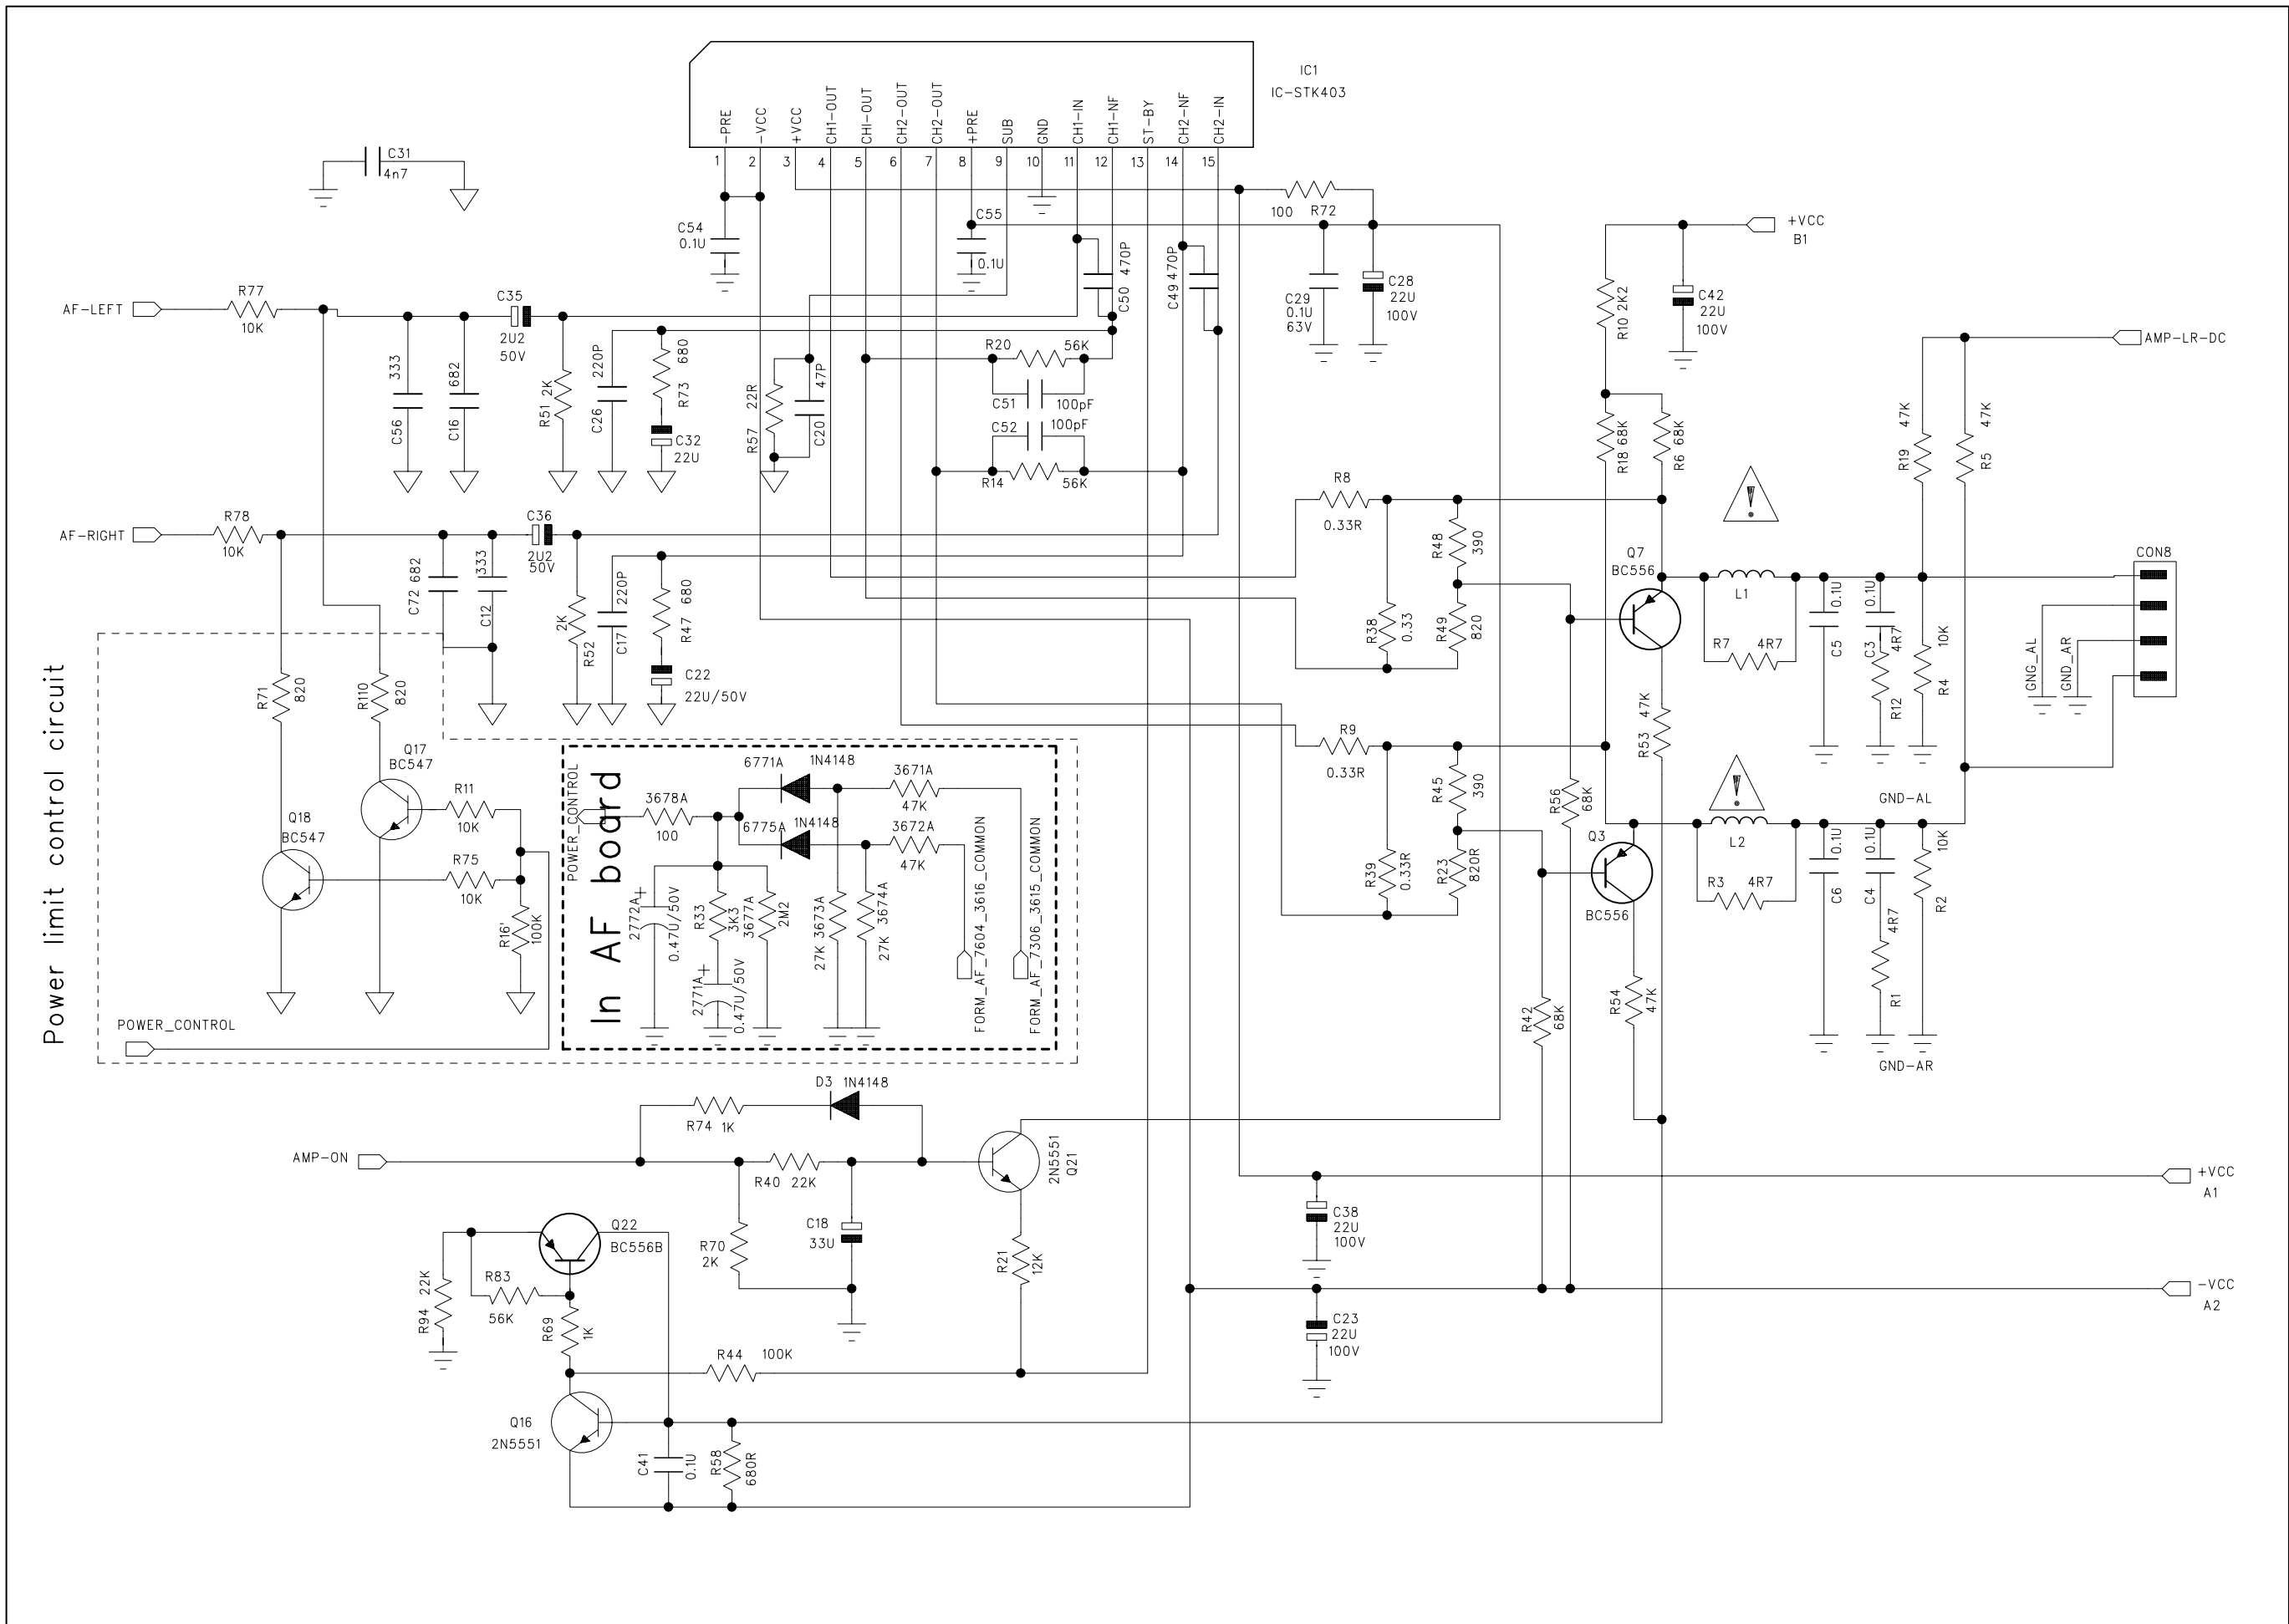 IC1
IC-STK403
-PRE
-VCC
+VCC
CH1-OUT
CHI-OUT
CH2-OUT
CH2-OUT
+PRE
SUB
GND
CH1-IN
CH1-NF
ST-BY
CH2-NF
CH2-IN
1
2
3
4
5
6
7
8
9
10
11
12
13
14
15
C31
4n7
C54
0.1U
C55
0.1U
C50 470P
C49 470P
100
R72
C29
0.1U
63V
C28
22U
100V
R10 2K2
C42
22U
100V
+VCC
B1
AF-LEFT
R77
10K
C35
2U2
50V
333
C56
682
C16
R51 2K
220P
C26
680
R73
C32
22U
22R
R57
47P
C20
R20
56K
C51
100pF
C52
100pF
R14
56K
R18 68K
R6 68K
AMP-LR-DC
47K
R19
47K
R5
AF-RIGHT
R78
10K
C36
2U2
50V
C72 682
333
C12
2K
R52
220P
C17
R47 680
C22
22U/50V
R8
0.33R
R48
390
R38
0.33
R49
820
Q7
BC556
L1
R7
4R7
0.1U
C5
0.1U
C3
4R7
R12
10K
R4
CON8
GNG_AL
GND_AR
Power limit control circuit
R71
820
R110
820
Q17
BC547
R11
10K
Q18
BC547
R75
10K
R16'
100K
POWER_CONTROL
In AF board
POWER_CONTROL
3678A
100
6771A
1N4148
6775A
1N4148
3671A
47K
3672A
47K
2772A
+
0.47U/50V
R33
3K3
3677A
2M2
2771A
+
0.47U/50V
27K 3673A
27K 3674A
FORM_AF_7604_3616_COMMON
FORM_AF_7306_3615_COMMON
R9
0.33R
R45
390
R39
0.33R
R23
820R
R56
68K
R53
47K
GND-AL
Q3
BC556
L2
R3
4R7
0.1U
C6
0.1U
C4
4R7
R1
10K
R2
R42
68K
R54
47K
GND-AR
D3
1N4148
R74
1K
AMP-ON
R40
22K
2N5551
Q21
Q22
BC556B
R70
2K
C18
33U
R21
12K
R94
22K
R83
56K
R69
1K
R44
100K
Q16
2N5551
C41
0.1U
R58
680R
C38
22U
100V
C23
22U
100V
+VCC
A1
-VCC
A2